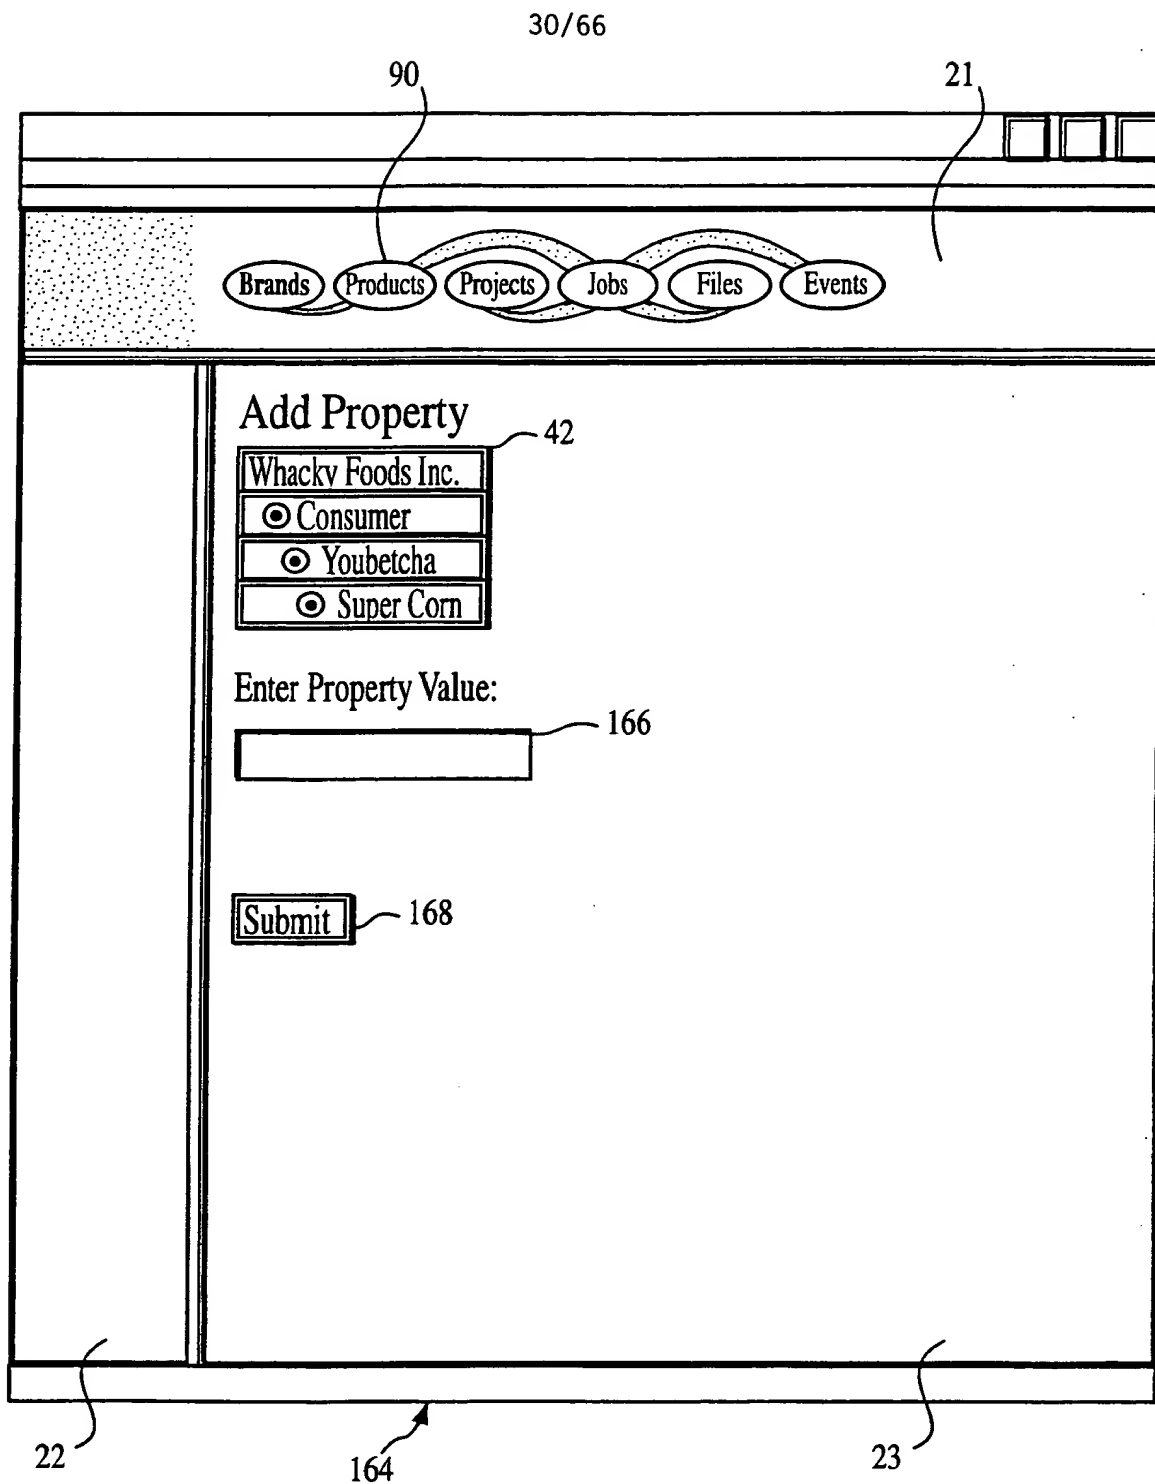 30/66
90 21
Brands Products Projects Jobs Files Events
Add Property
42
Whacky Foods Inc.
Consumer
Youbetcha
Super Corn
Enter Property Value:
166
Submit 168
22 164 23